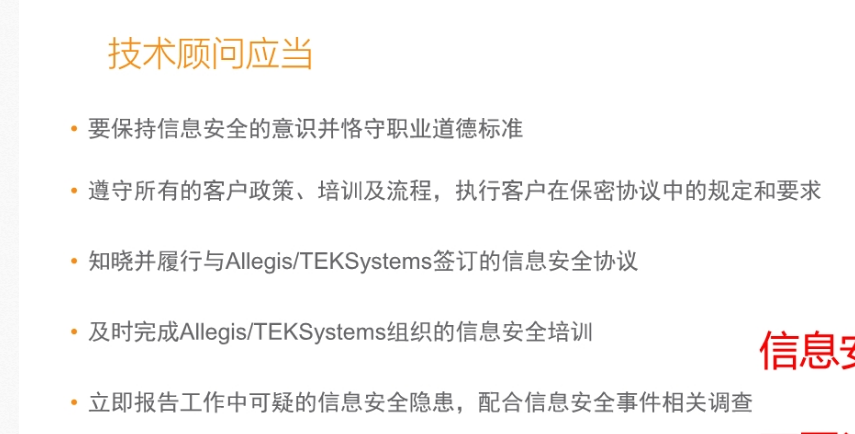 技术顾问应当
• 要保持信息安全的意识并恪守职业道德标准
• 遵守所有的客户政策、培训及流程，执行客户在保密协议中的规定和要求
• 知晓并履行与Allegis/TEKSystems签订的信息安全协议
• 及时完成Allegis/TEKSystems组织的信息安全培训
信息安
• 立即报告工作中可疑的信息安全隐患，配合信息安全事件相关调查